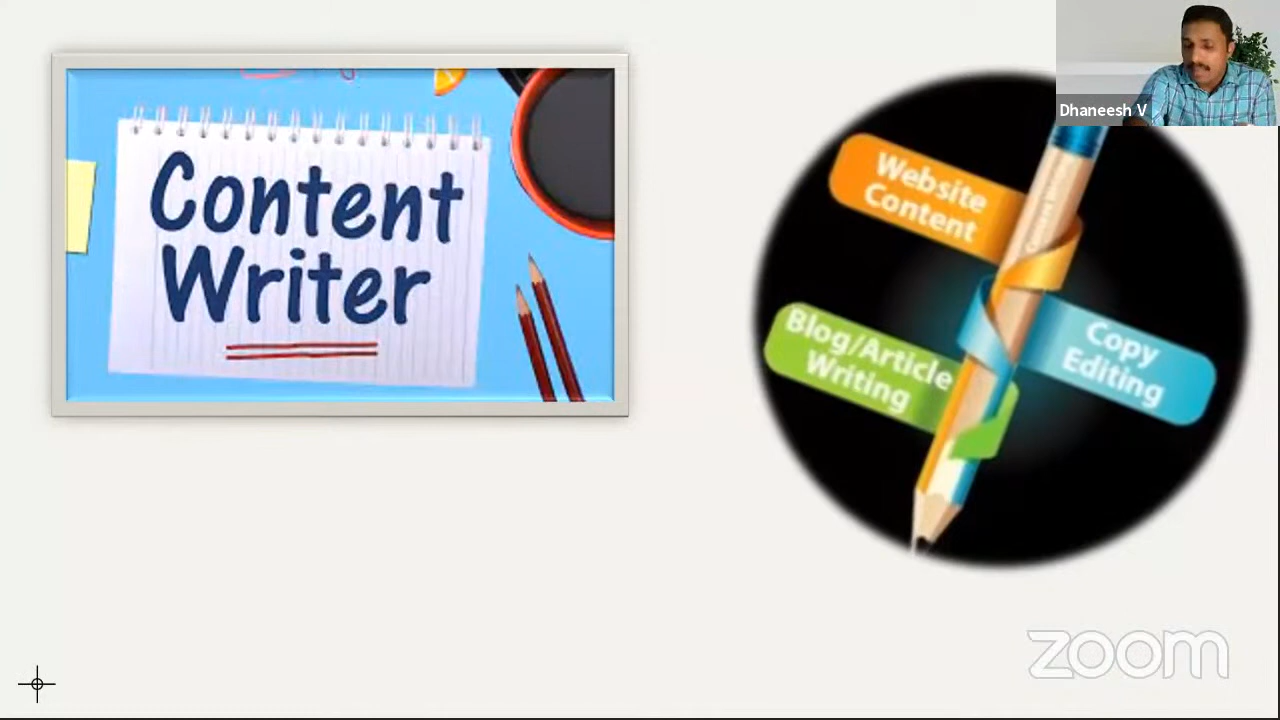 Content
Writer
Website
Content
Blog/Article
Writing
Copy
Editing
Dhaneesh V
zoom